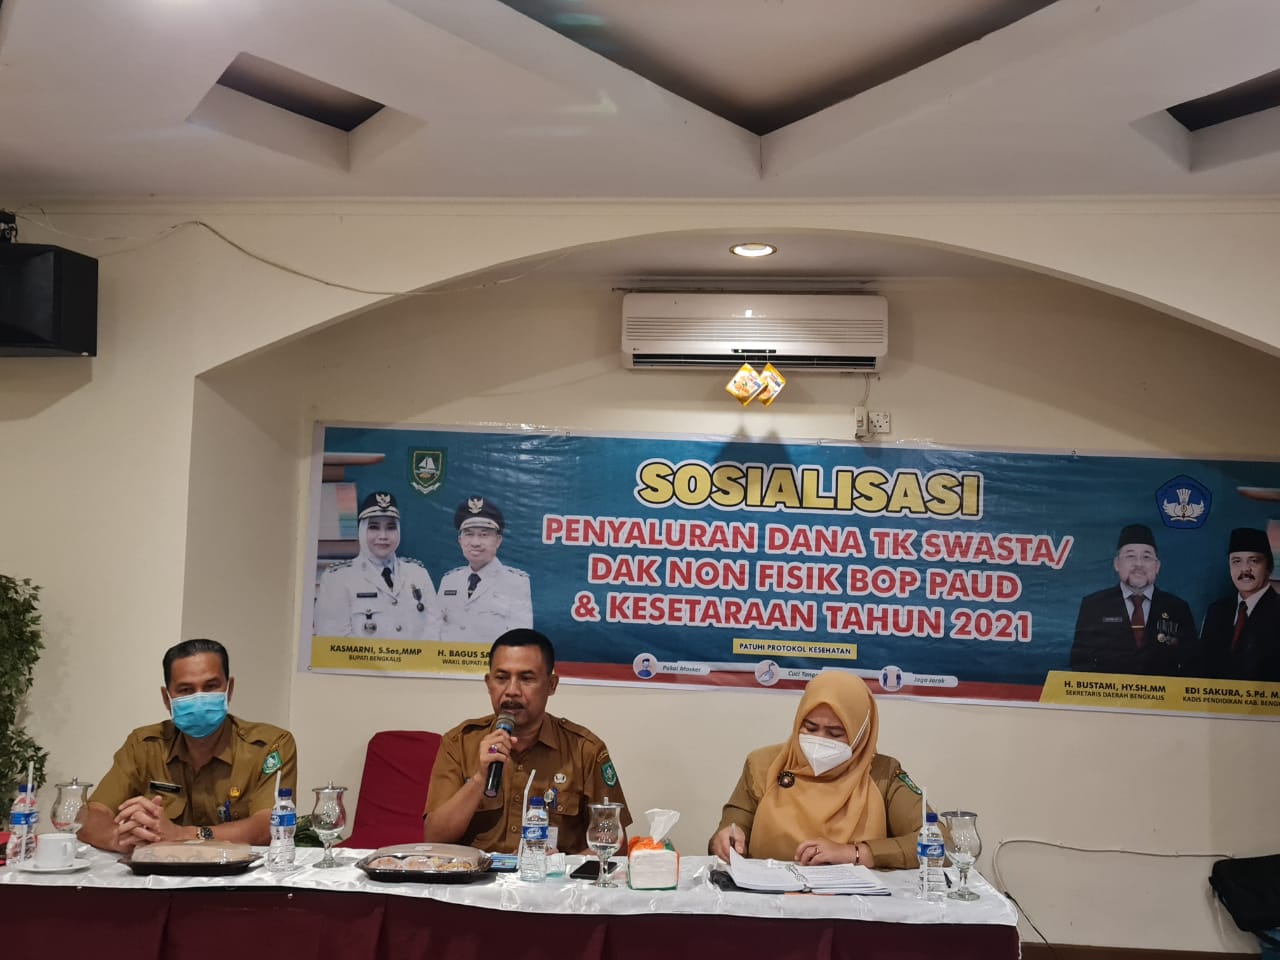 SOSIALISASI
PENYALURAN DANA TK SWASTA/
DAK NON FISIK BOP PAUD
& KESETARAAN TAHUN 2021
PATUHI PROTOKOL KESEHATAN
Pakai Masker
Cuci
Jaga Jarak
KASMARNI, S.Sos,MMP
BUPATI BENGKALIS
H. BAGUS
WAKIL BUPATI
H. BUSTAMI, HY.SH.MM
SEKRETARIS DAERAH BENGKALIS
EDI SAKURA, S.Pd.
KADIS PENDIDIKAN KAB.